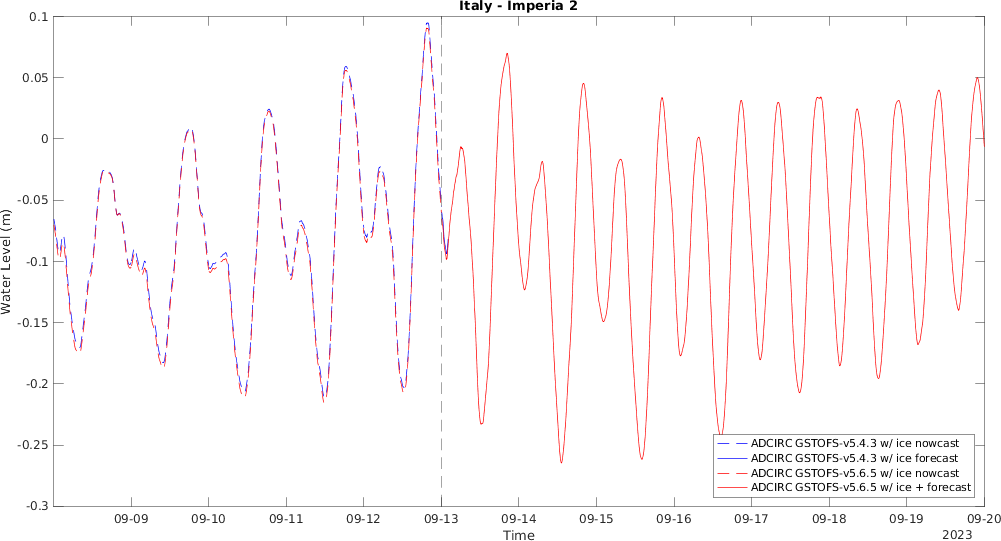 Italy - Imperia 2
Water Level (m)
0.1
0.05
0
-0.05
-0.1
-0.15
-0.2
-0.25
-0.3
ADCIRC GSTOFS-v5.4.3 w/ ice nowcast
ADCIRC GSTOFS-v5.4.3 w/ ice forecast
ADCIRC GSTOFS-v5.6.5 w/ ice nowcast
ADCIRC GSTOFS-v5.6.5 w/ ice + forecast
09-09 09-10 09-11 09-12 09-13 09-14 09-15 09-16 09-17 09-18 09-19 09-20
Time
2023